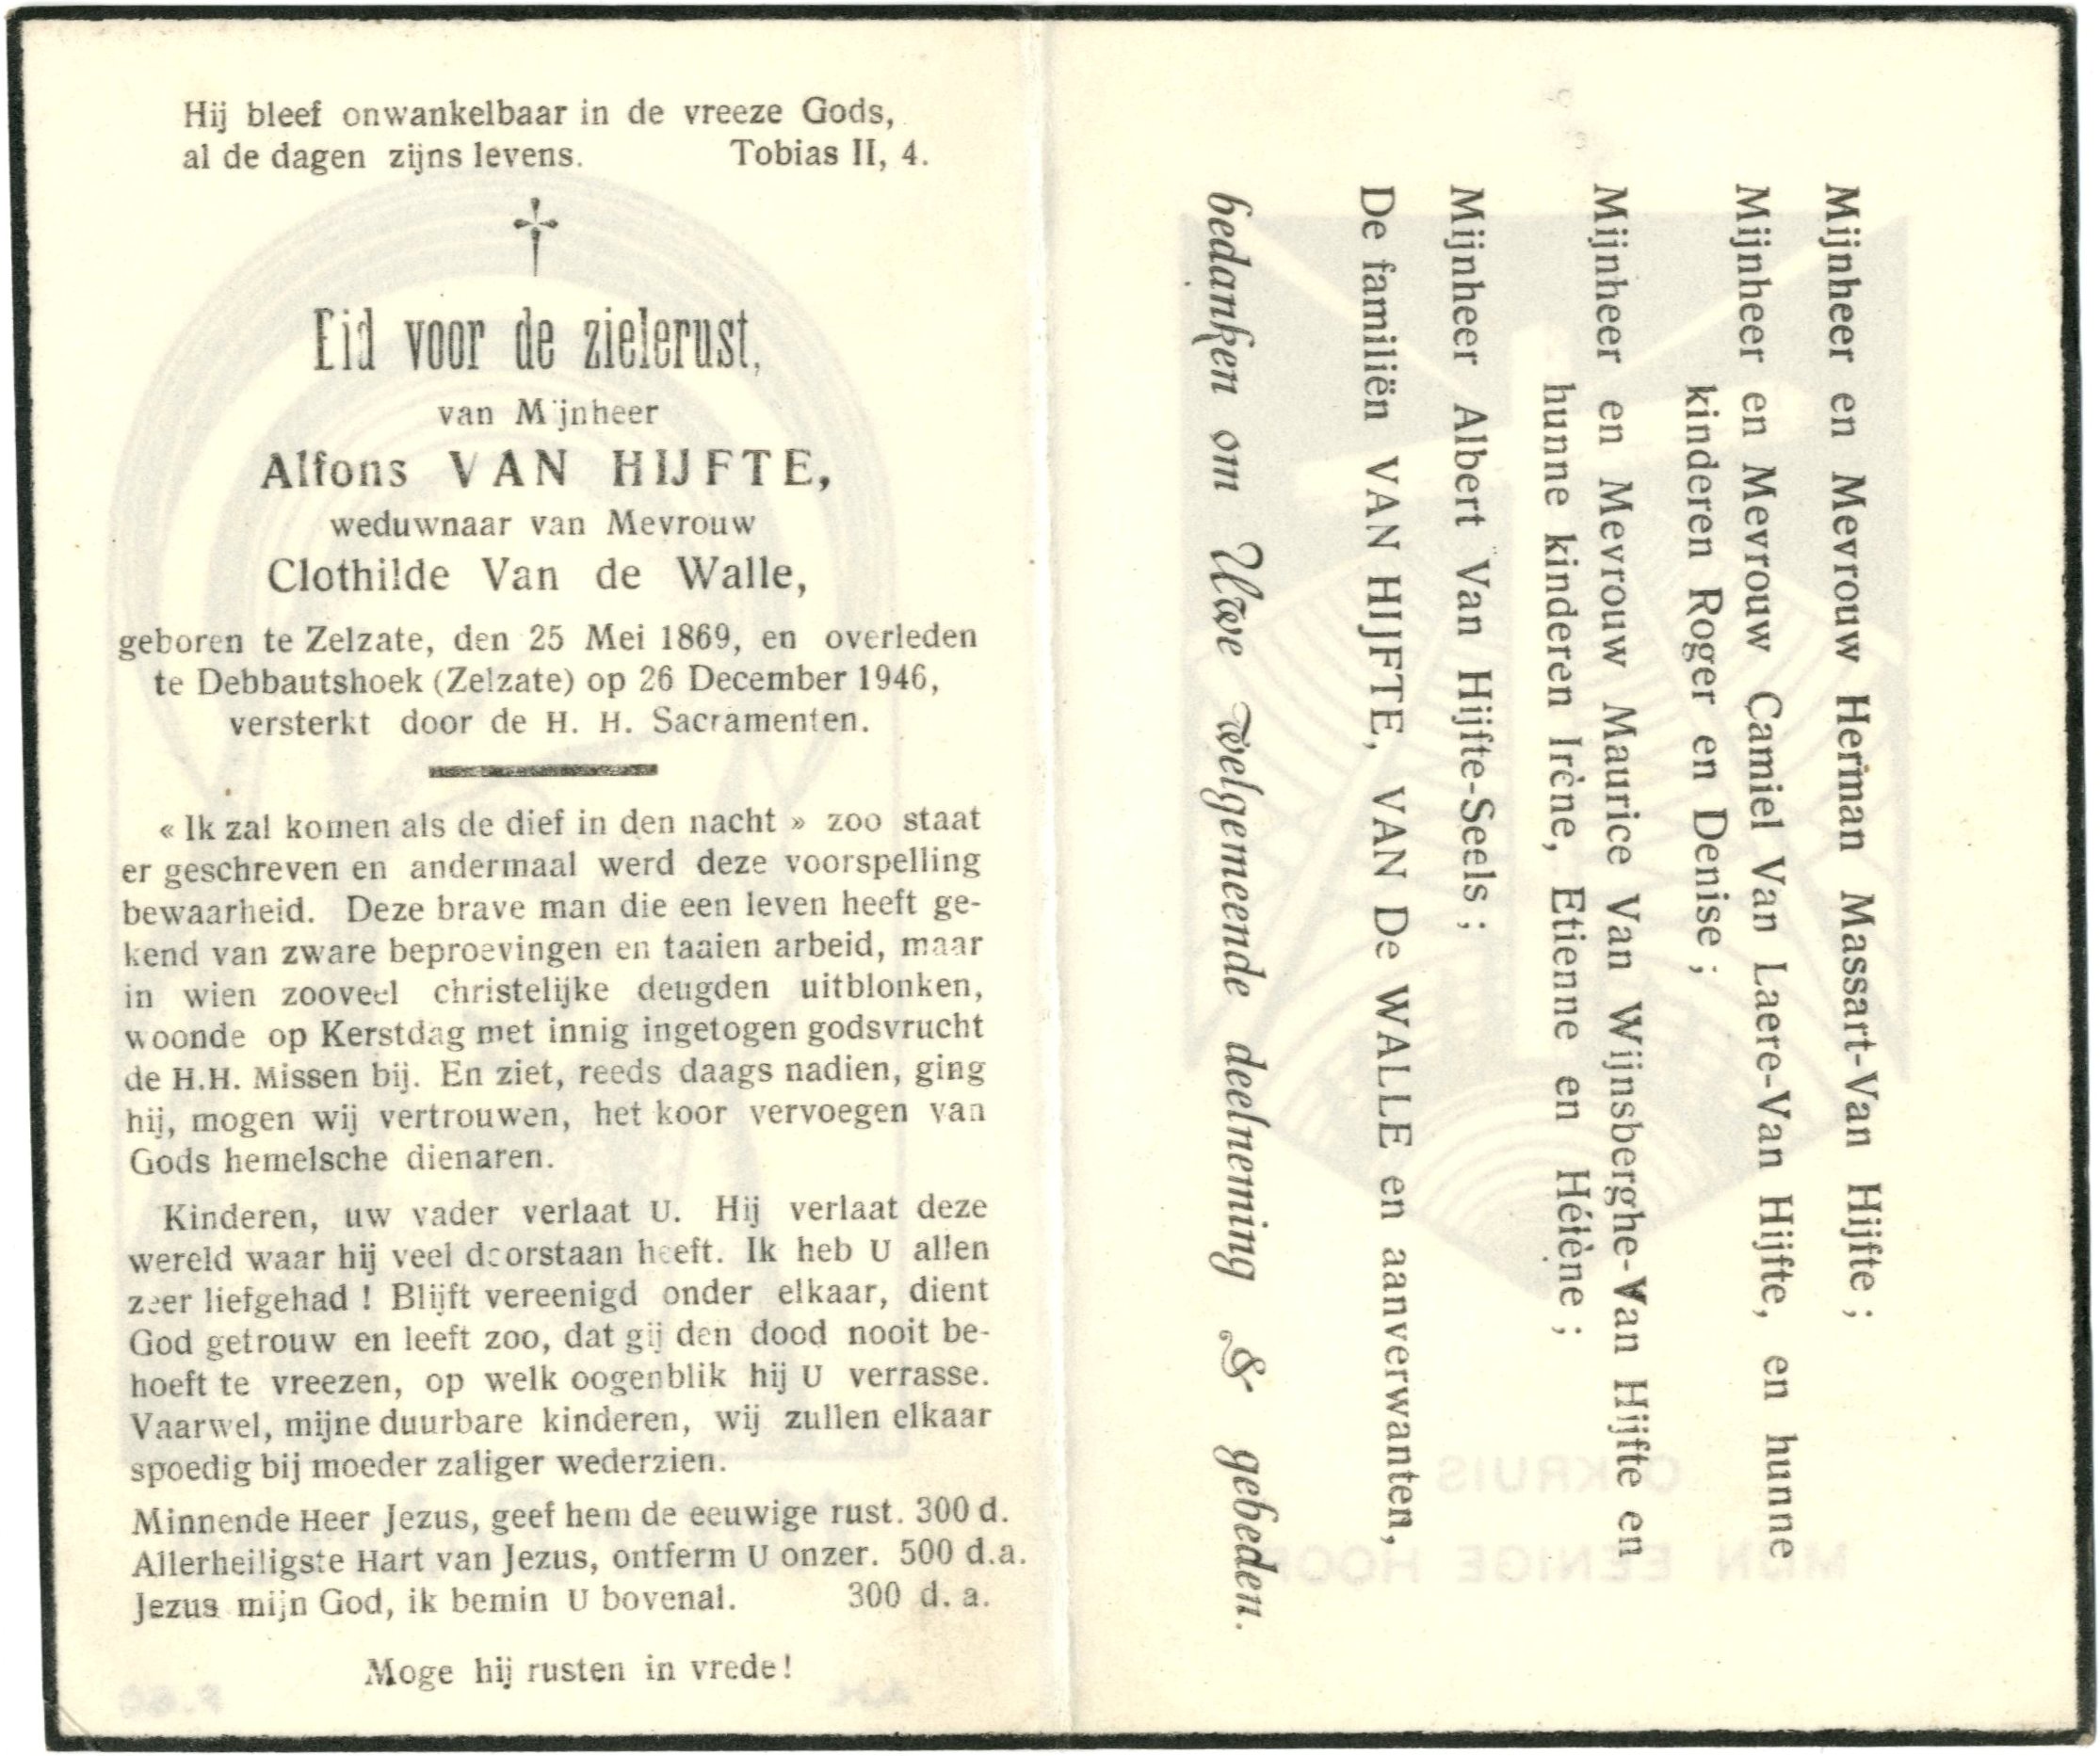 Hij bleef onwankelbaar in de vreeze Gods,
al de dagen zijns levens. Tobias II, 4.
Bid voor de zielerust,
van Mijnheer
Alfons VAN HIJFTE,
weduwnaar van Mevrouw
Clothilde Van de Walle,
geboren te Zelzate, den 25 Mei 1869, en overleden
te Debbautshoek (Zelzate) op 26 December 1946,
versterkt door de H. H. Sacramenten.
« Ik zal komen als de dief in den nacht » zoo staat
er geschreven en andermaal werd deze voorspelling
bewaarheid. Deze brave man die een leven heeft ge-
kend van zware beproevingen en taaien arbeid, maar
in wien zooveel christelijke deugden uitblonken,
woonde op Kerstdag met innig ingetogen godsvrucht
de H.H. Missen bij. En ziet, reeds daags nadien, ging
hij, mogen wij vertrouwen, het koor vervoegen van
Gods hemelsche dienaren.
Kinderen, uw vader verlaat U. Hij verlaat deze
wereld waar hij veel doorstaan heeft. Ik heb U allen
zeer liefgehad ! Blijft vereenigd onder elkaar, dient
God getrouw en leeft zoo, dat gij den dood nooit be-
hoeft te vreezen, op welk oogenblik hij U verrasse.
Vaarwel, mijne duurbare kinderen, wij zullen elkaar
spoedig bij moeder zaliger wederzien.
Minnende Heer Jezus, geef hem de eeuwige rust. 300 d.
Allerheiligste Hart van Jezus, ontferm U onzer. 500 d.a.
Jezus mijn God, ik bemin U bovenal. 300 d. a.
Moge hij rusten in vrede!
Mijnheer en Mevrouw Herman Massart-Van Hijfte ;
Mijnheer en Mevrouw Camiel Van Laere-Van Hijfte, en hunne
kinderen Roger en Denise ;
Mijnheer en Mevrouw Maurice Van Wijnsberghe-Van Hijfte en
hunne kinderen Irène, Etienne en Hélène ;
Mijnheer Albert Van Hijfte-Seels ;
De familiën VAN HIJFTE, VAN De WALLE en aanverwanten,
bedanken om Uwe welgemeende deelneming & gebeden.